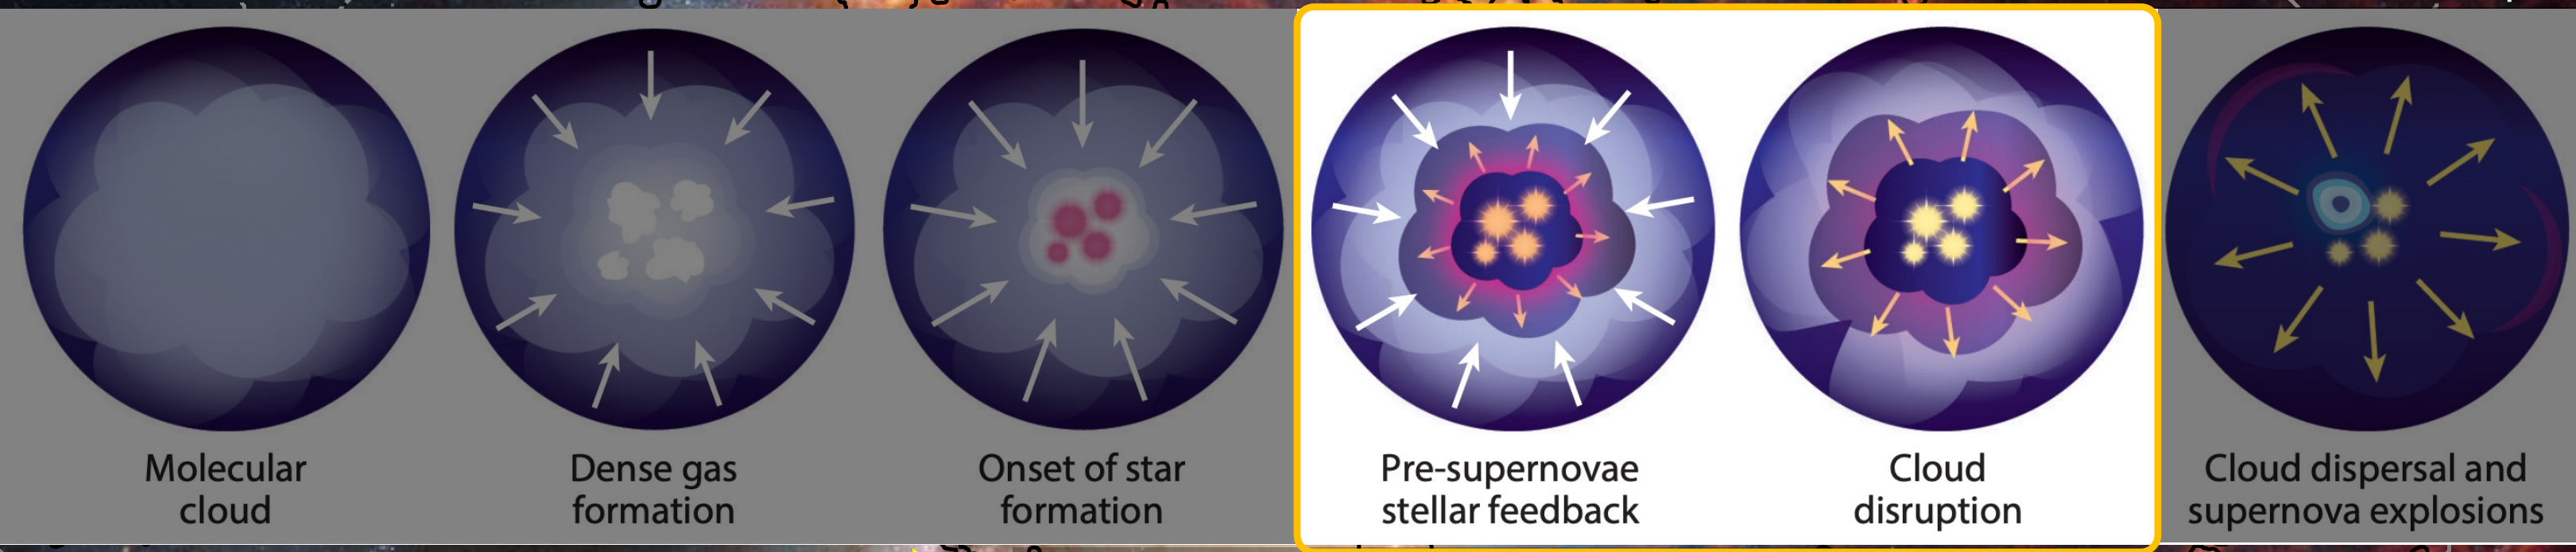 Molecular
cloud
Dense gas
formation
Onset of star
formation
Pre-supernovae
stellar feedback
Cloud
disruption
Cloud dispersal and
supernova explosions